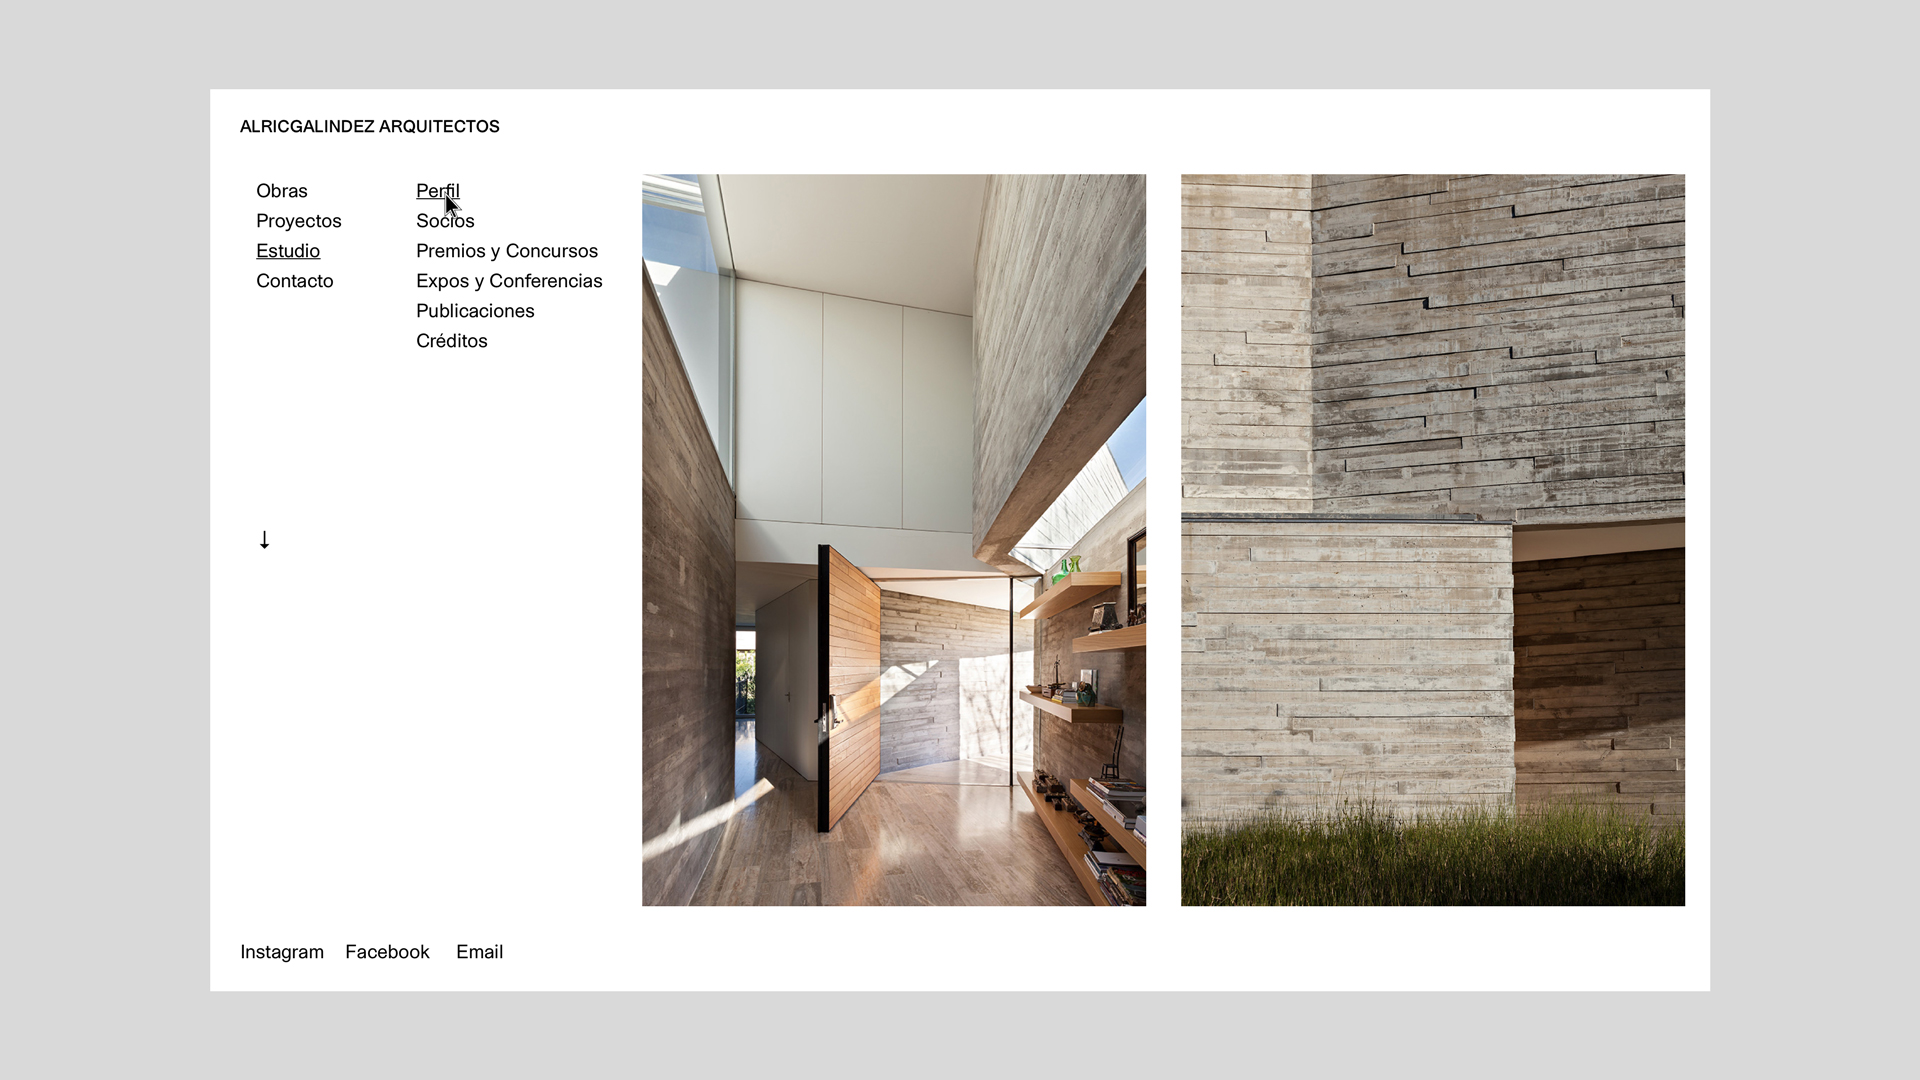 ALRICGALINDEZ ARQUITECTOS
Obras
Proyectos
Estudio
Contacto
Perfil
Socios
Premios y Concursos
Expos y Conferencias
Publicaciones
Créditos
Instagram Facebook Email